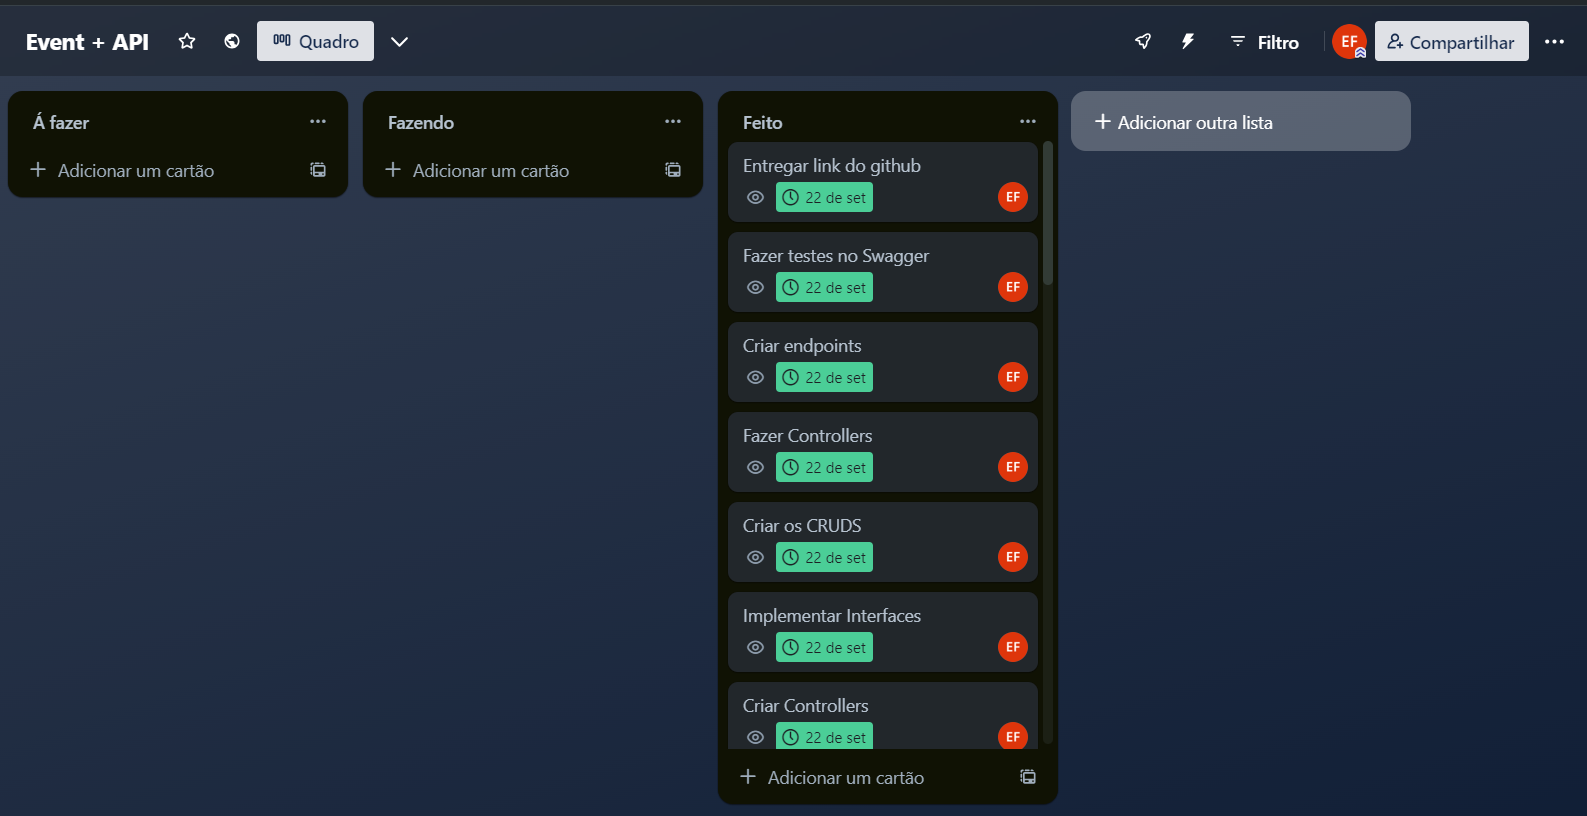 Event + API
Quadro
Filtro
EF
Compartilhar
Á fazer
Adicionar um cartão
Fazendo
Adicionar um cartão
Feito
Entregar link do github
22 de set
EF
Fazer testes no Swagger
22 de set
EF
Criar endpoints
22 de set
EF
Fazer Controllers
22 de set
EF
Criar os CRUDS
22 de set
EF
Implementar Interfaces
22 de set
EF
Criar Controllers
22 de set
EF
Adicionar um cartão
Adicionar outra lista